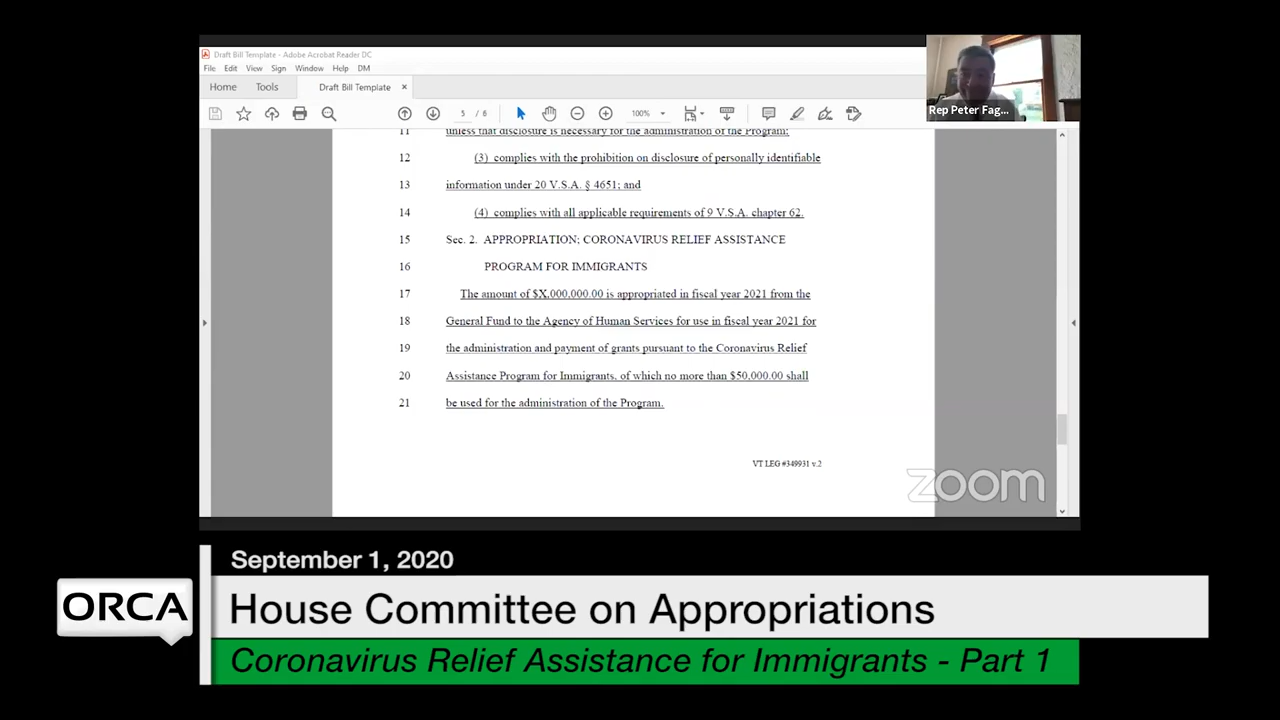 Draft Bill Template - Adobe Acrobat Reader DC
File Edit View Sign Window Help DM
Home Tools Draft Bill Template ×
5 / 6 100%
Rep Peter Fag...
11 unless that disclosure is necessary for the administration of the Program;
12 (3) complies with the prohibition on disclosure of personally identifiable
13 information under 20 V.S.A. § 4651; and
14 (4) complies with all applicable requirements of 9 V.S.A. chapter 62.
15 Sec. 2. APPROPRIATION; CORONAVIRUS RELIEF ASSISTANCE
16 PROGRAM FOR IMMIGRANTS
17 The amount of $X,000,000.00 is appropriated in fiscal year 2021 from the
18 General Fund to the Agency of Human Services for use in fiscal year 2021 for
19 the administration and payment of grants pursuant to the Coronavirus Relief
20 Assistance Program for Immigrants, of which no more than $50,000.00 shall
21 be used for the administration of the Program.
VT LEG #349931 v.2
zoom
September 1, 2020
ORCA
House Committee on Appropriations
Coronavirus Relief Assistance for Immigrants - Part 1